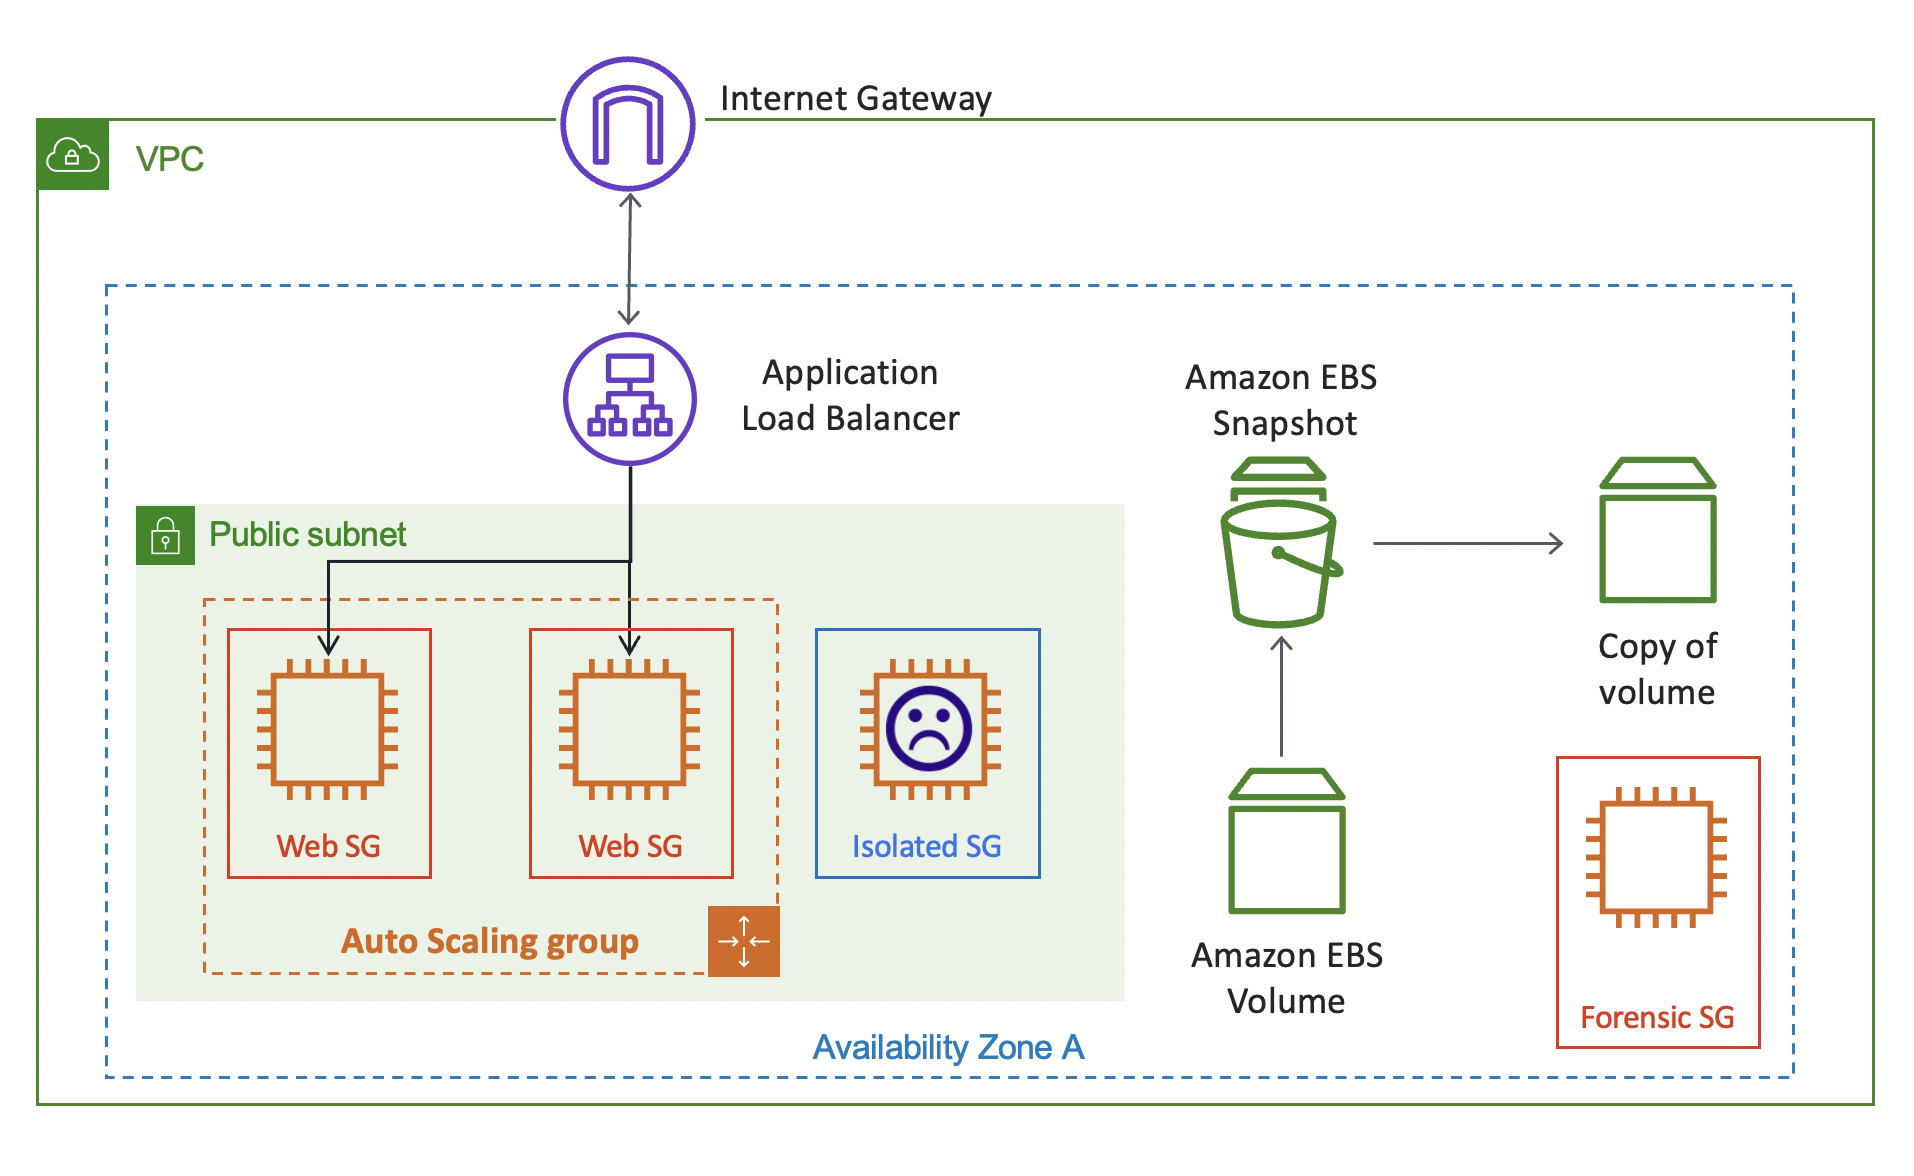 Internet Gateway
VPC
Application
Load Balancer
Amazon EBS
Snapshot
Public subnet
Copy of
volume
Web SG
Web SG
Isolated SG
Auto Scaling group
Amazon EBS
Volume
Forensic SG
Availability Zone A